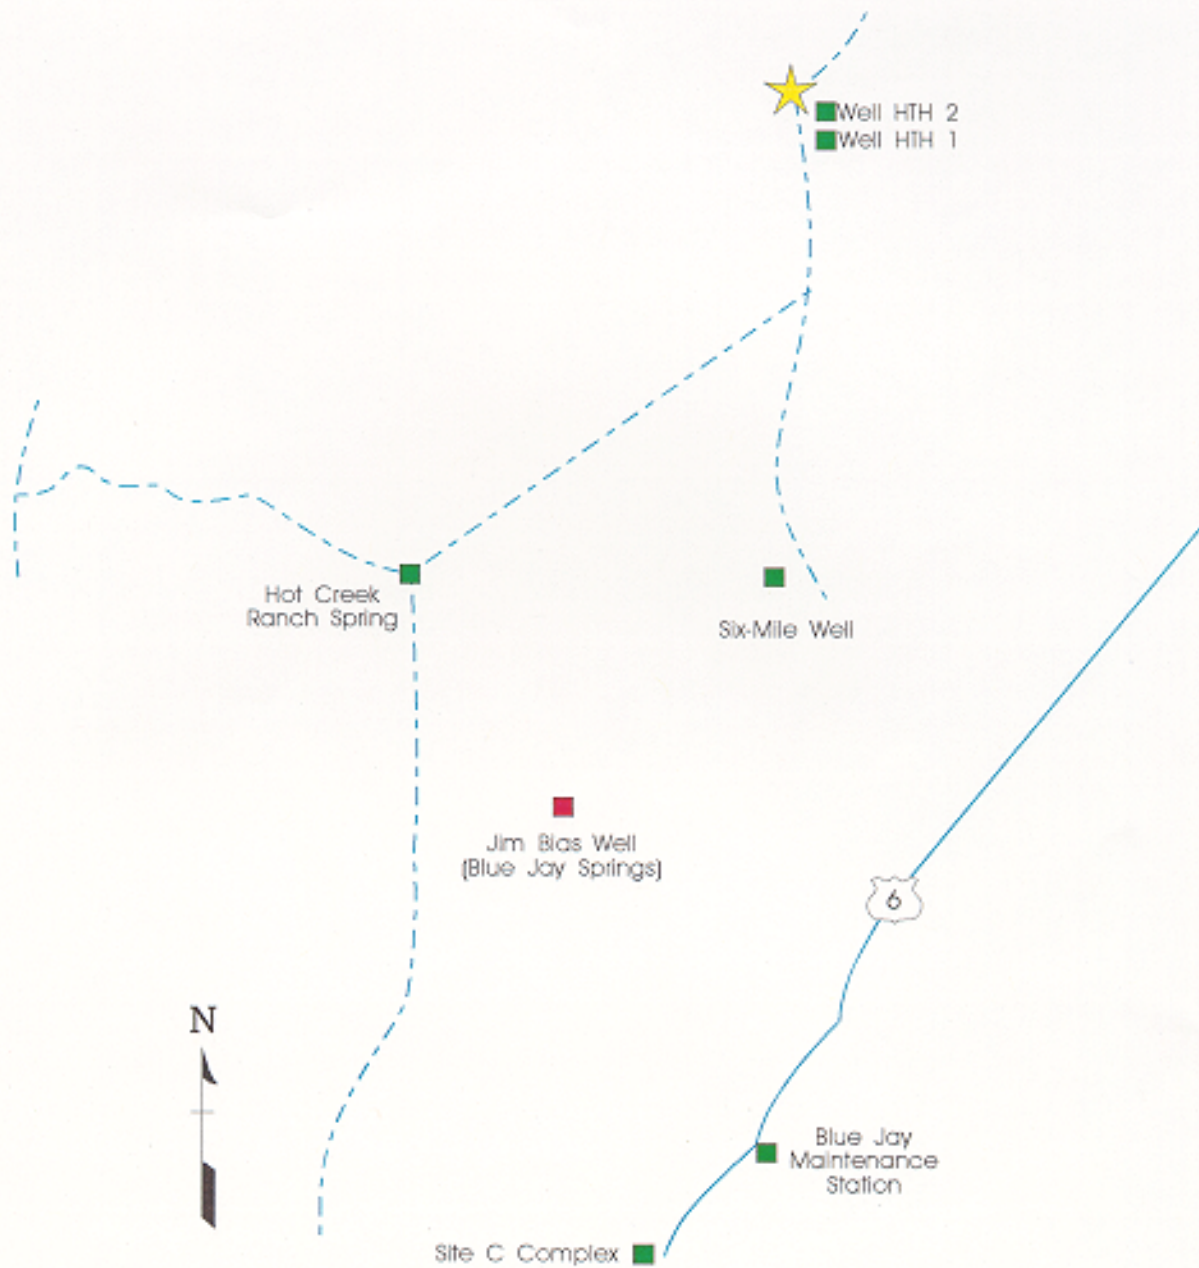 Well HTH 2
Well HTH 1
Hot Creek
Ranch Spring
Six-Mile Well
Jim Bias Well
(Blue Jay Springs)
6
N
Blue Jay
Maintenance
Station
Site C Complex